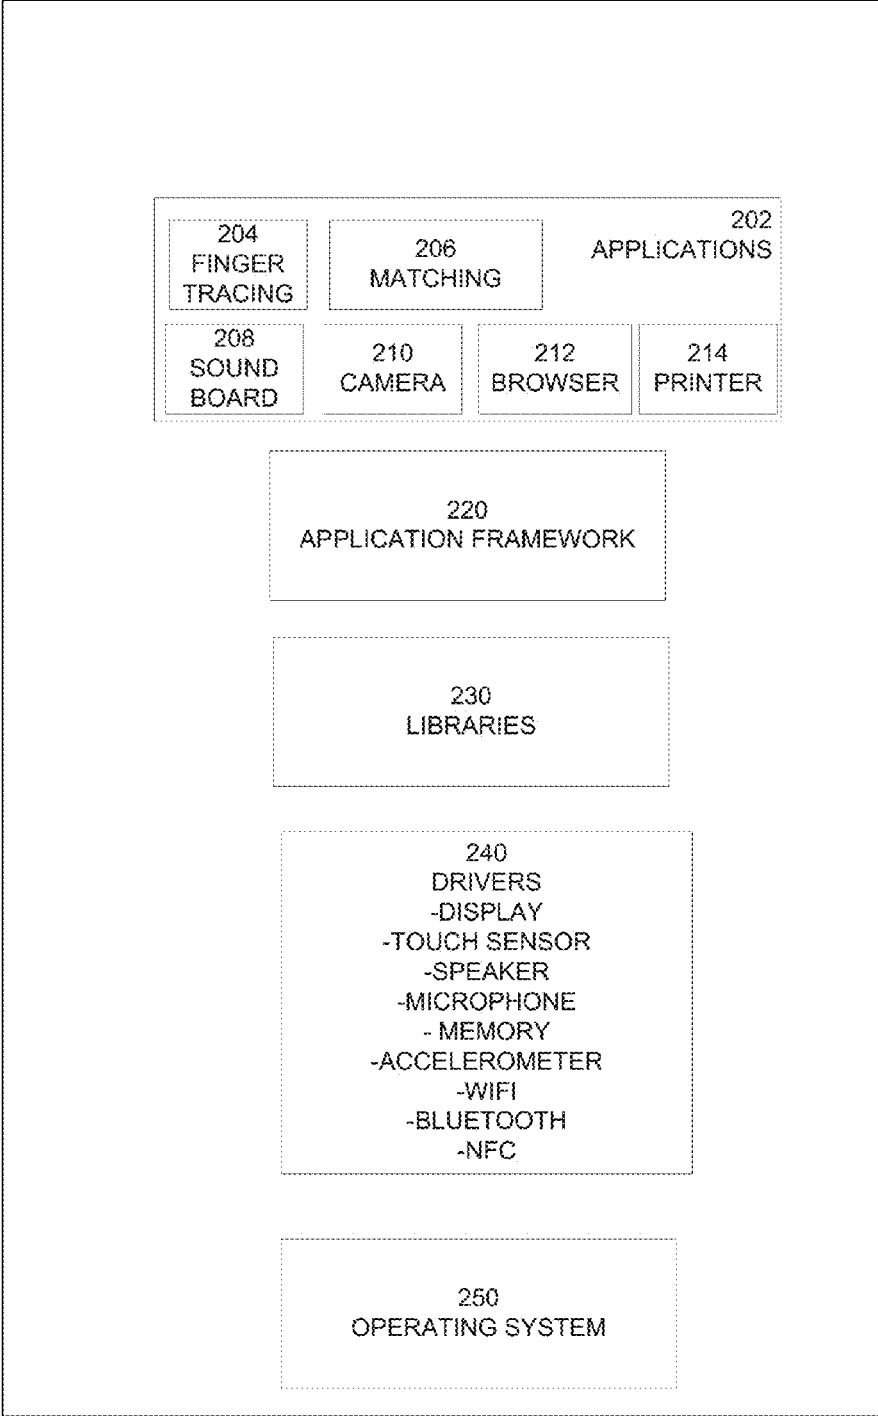 202
APPLICATIONS
204
FINGER
TRACING
206
MATCHING
208
SOUND
BOARD
210
CAMERA
212
BROWSER
214
PRINTER
220
APPLICATION FRAMEWORK
230
LIBRARIES
240
DRIVERS
-DISPLAY
-TOUCH SENSOR
-SPEAKER
-MICROPHONE
- MEMORY
-ACCELEROMETER
-WIFI
-BLUETOOTH
-NFC
250
OPERATING SYSTEM